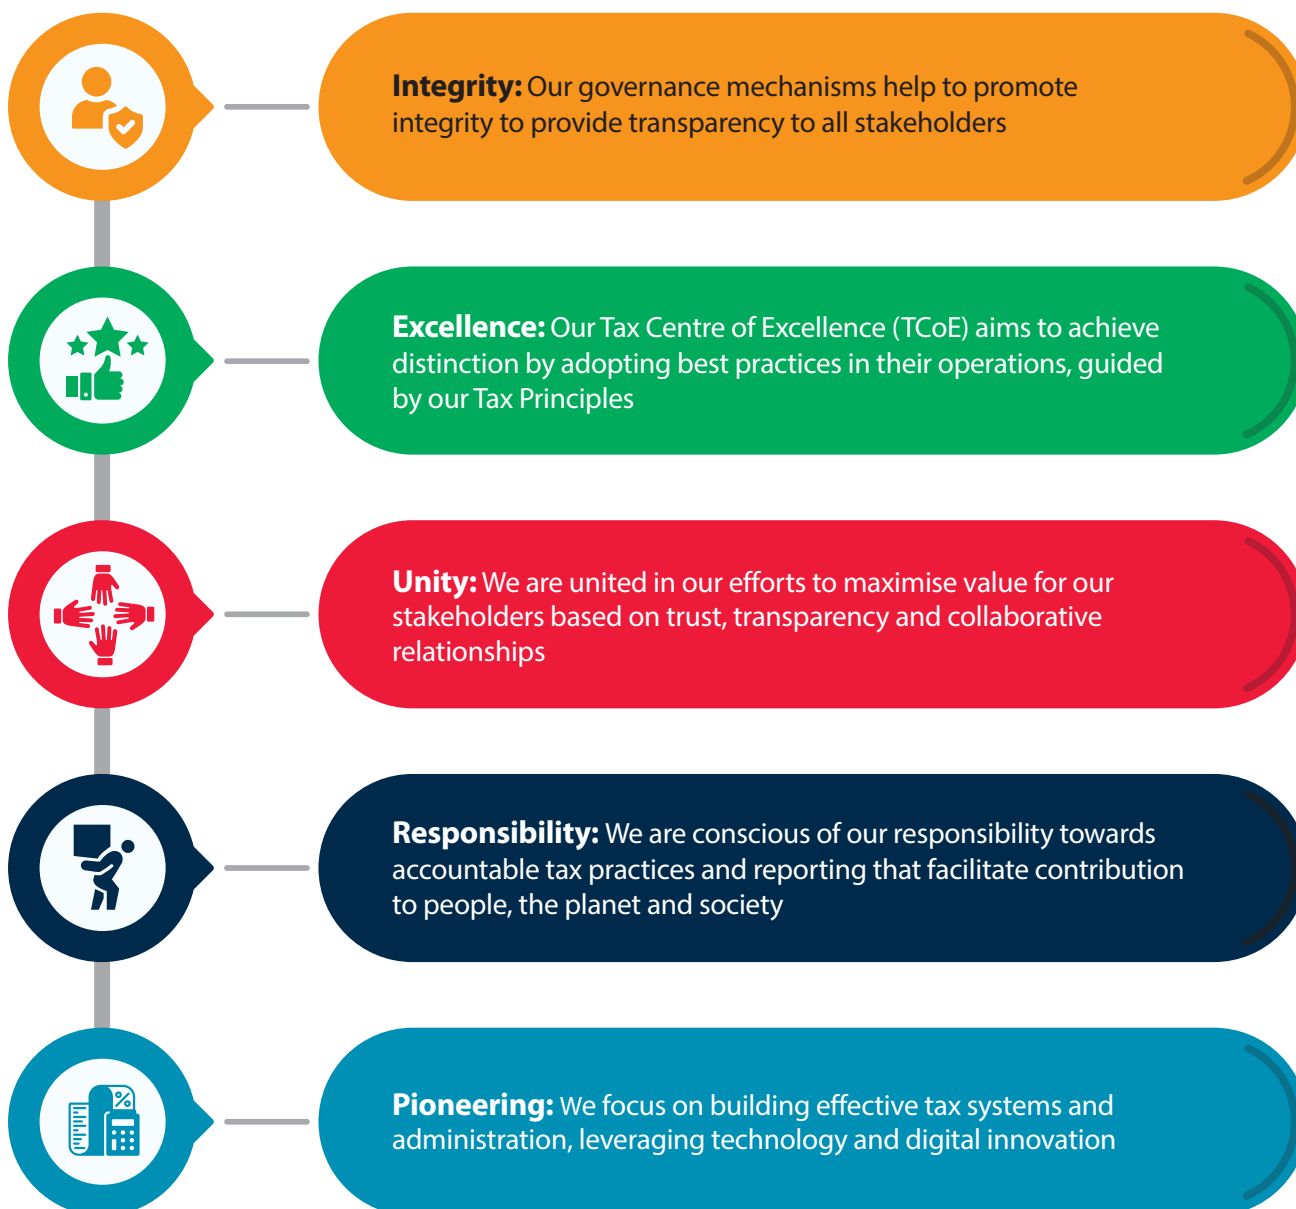 Integrity: Our governance mechanisms help to promote
integrity to provide transparency to all stakeholders
Excellence: Our Tax Centre of Excellence (TCoE) aims to achieve
distinction by adopting best practices in their operations, guided
by our Tax Principles
Unity: We are united in our efforts to maximise value for our
stakeholders based on trust, transparency and collaborative
relationships
Responsibility: We are conscious of our responsibility towards
accountable tax practices and reporting that facilitate contribution
to people, the planet and society
%
Pioneering: We focus on building effective tax systems and
administration, leveraging technology and digital innovation